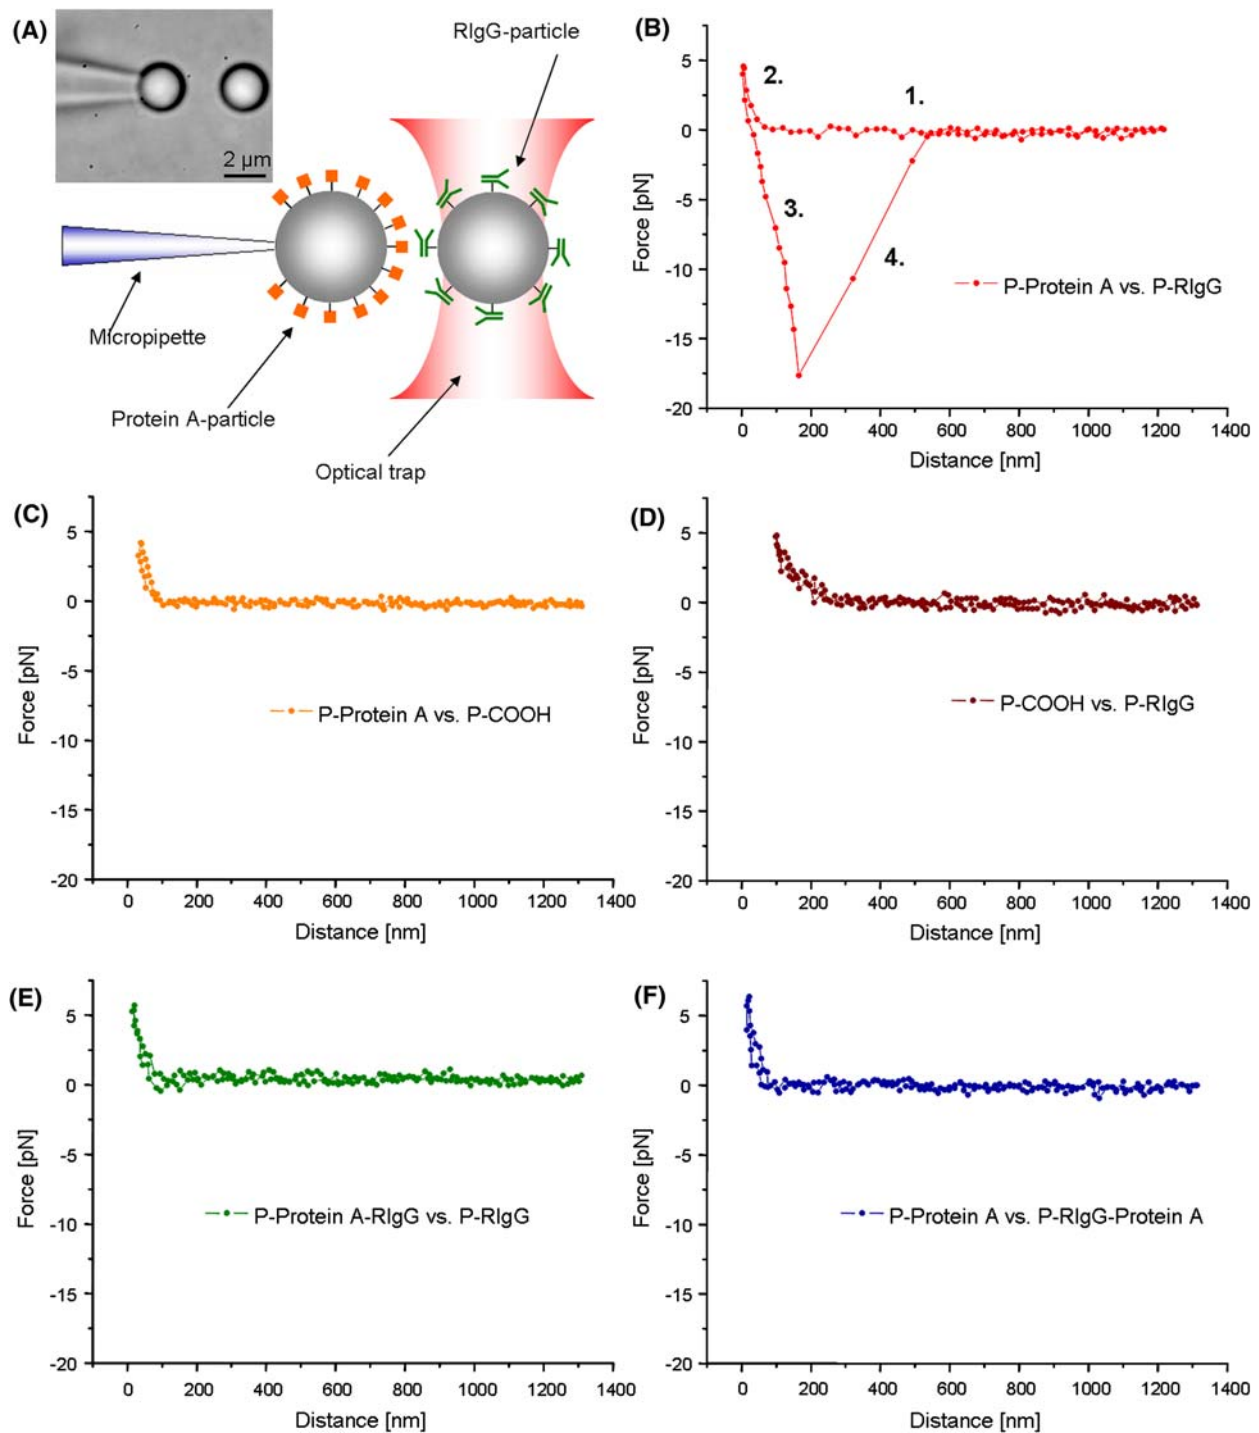 (A)
2 µm
RIgG-particle
Micropipette
Protein A-particle
Optical trap
(B)
Force [pN]
5
0
-5
-10
-15
-20
1.
2.
3.
4.
P-Protein A vs. P-RIgG
0 200 400 600 800 1000 1200 1400
Distance [nm]
(C)
Force [pN]
5
0
-5
-10
-15
-20
P-Protein A vs. P-COOH
0 200 400 600 800 1000 1200 1400
Distance [nm]
(D)
Force [pN]
5
0
-5
-10
-15
-20
P-COOH vs. P-RIgG
0 200 400 600 800 1000 1200 1400
Distance [nm]
(E)
Force [pN]
5
0
-5
-10
-15
-20
P-Protein A-RIgG vs. P-RIgG
0 200 400 600 800 1000 1200 1400
Distance [nm]
(F)
Force [pN]
5
0
-5
-10
-15
-20
P-Protein A vs. P-RIgG-Protein A
0 200 400 600 800 1000 1200 1400
Distance [nm]